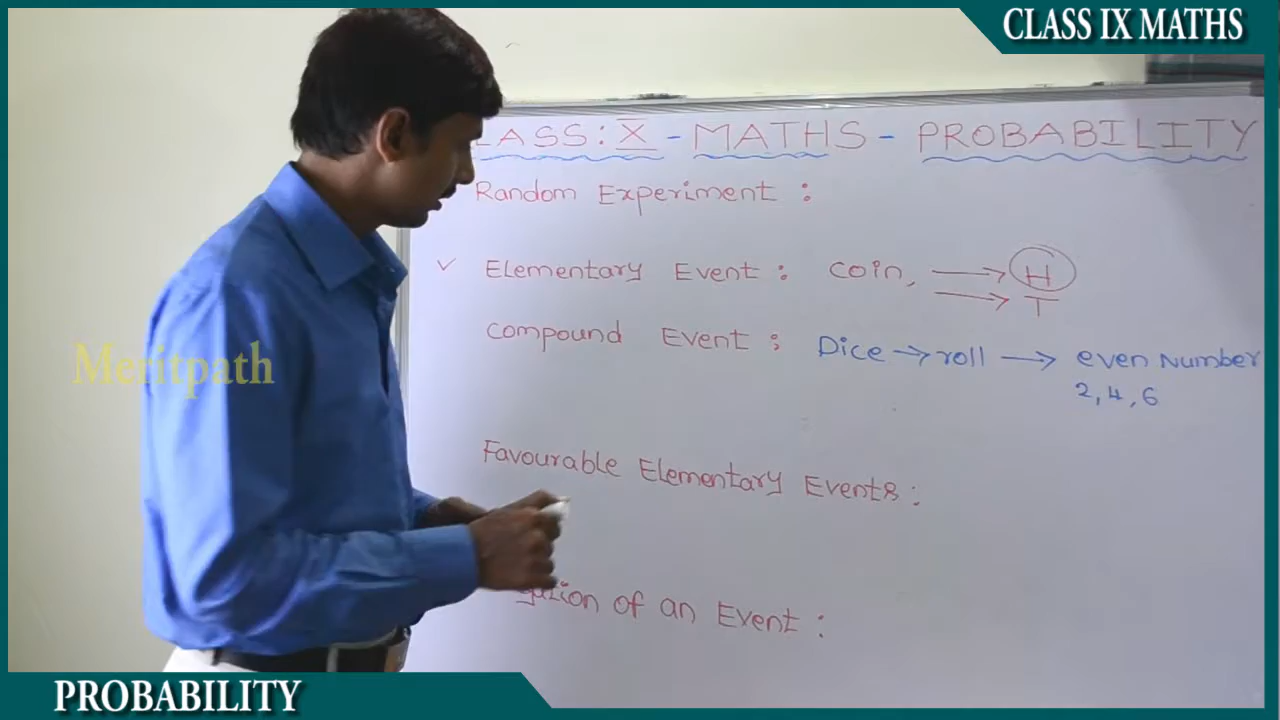 CLASS IX MATHS
LASS: X - MATHS - PROBABILITY
Random Experiment :
✓ Elementary Event : coin, → H
→ T
compound Event ; Dice → roll → even Number
2, 4, 6
Meritpath
Favourable Elementary Events :
of an Event :
PROBABILITY